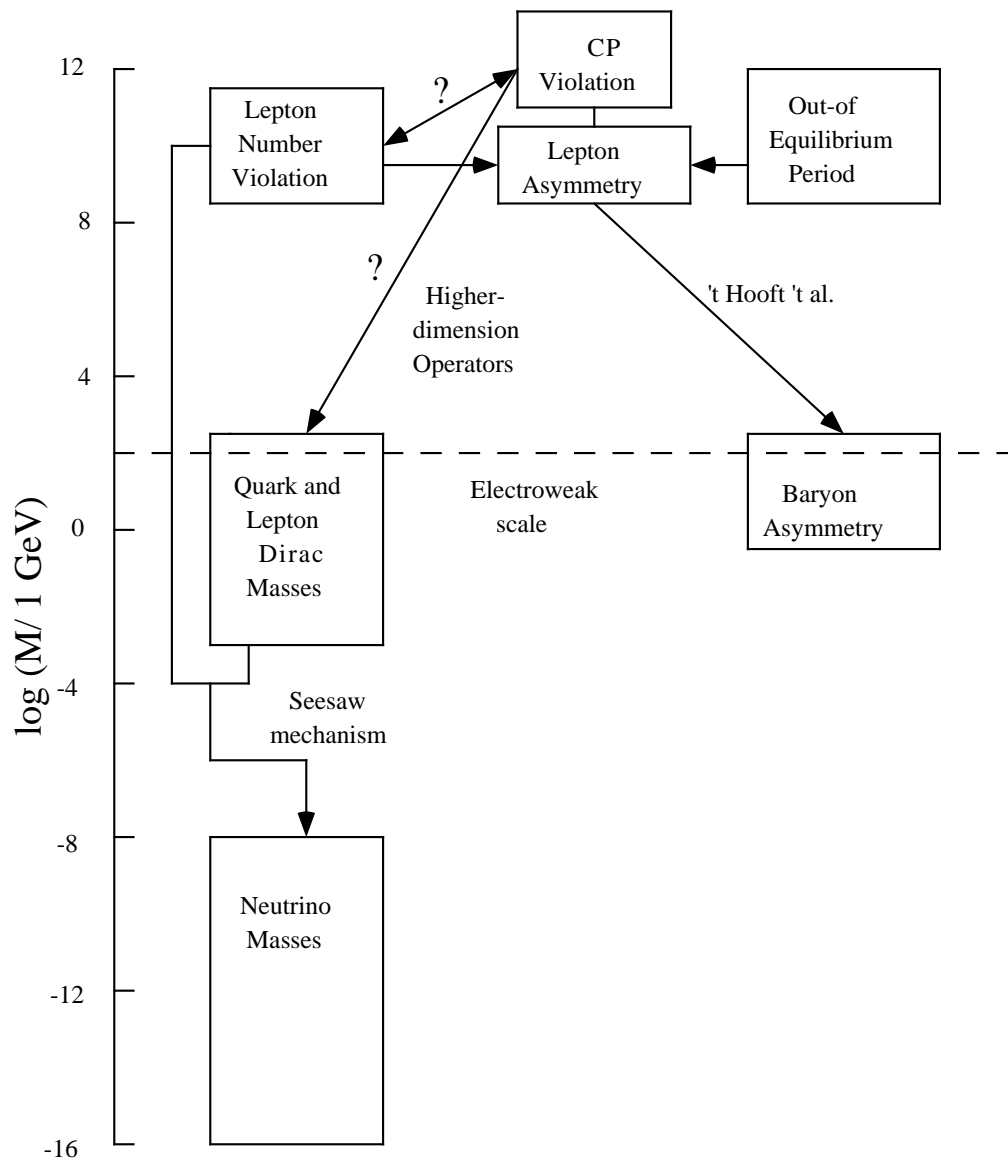 12
8
4
0
-4
-8
-12
-16
log (M/ 1 GeV)
CP
Violation
Lepton
Number
Violation
?
Lepton
Asymmetry
Out-of
Equilibrium
Period
?
Higher-
dimension
Operators
't Hooft 't al.
Quark and
Lepton
Dirac
Masses
Electroweak
scale
Baryon
Asymmetry
Seesaw
mechanism
Neutrino
Masses